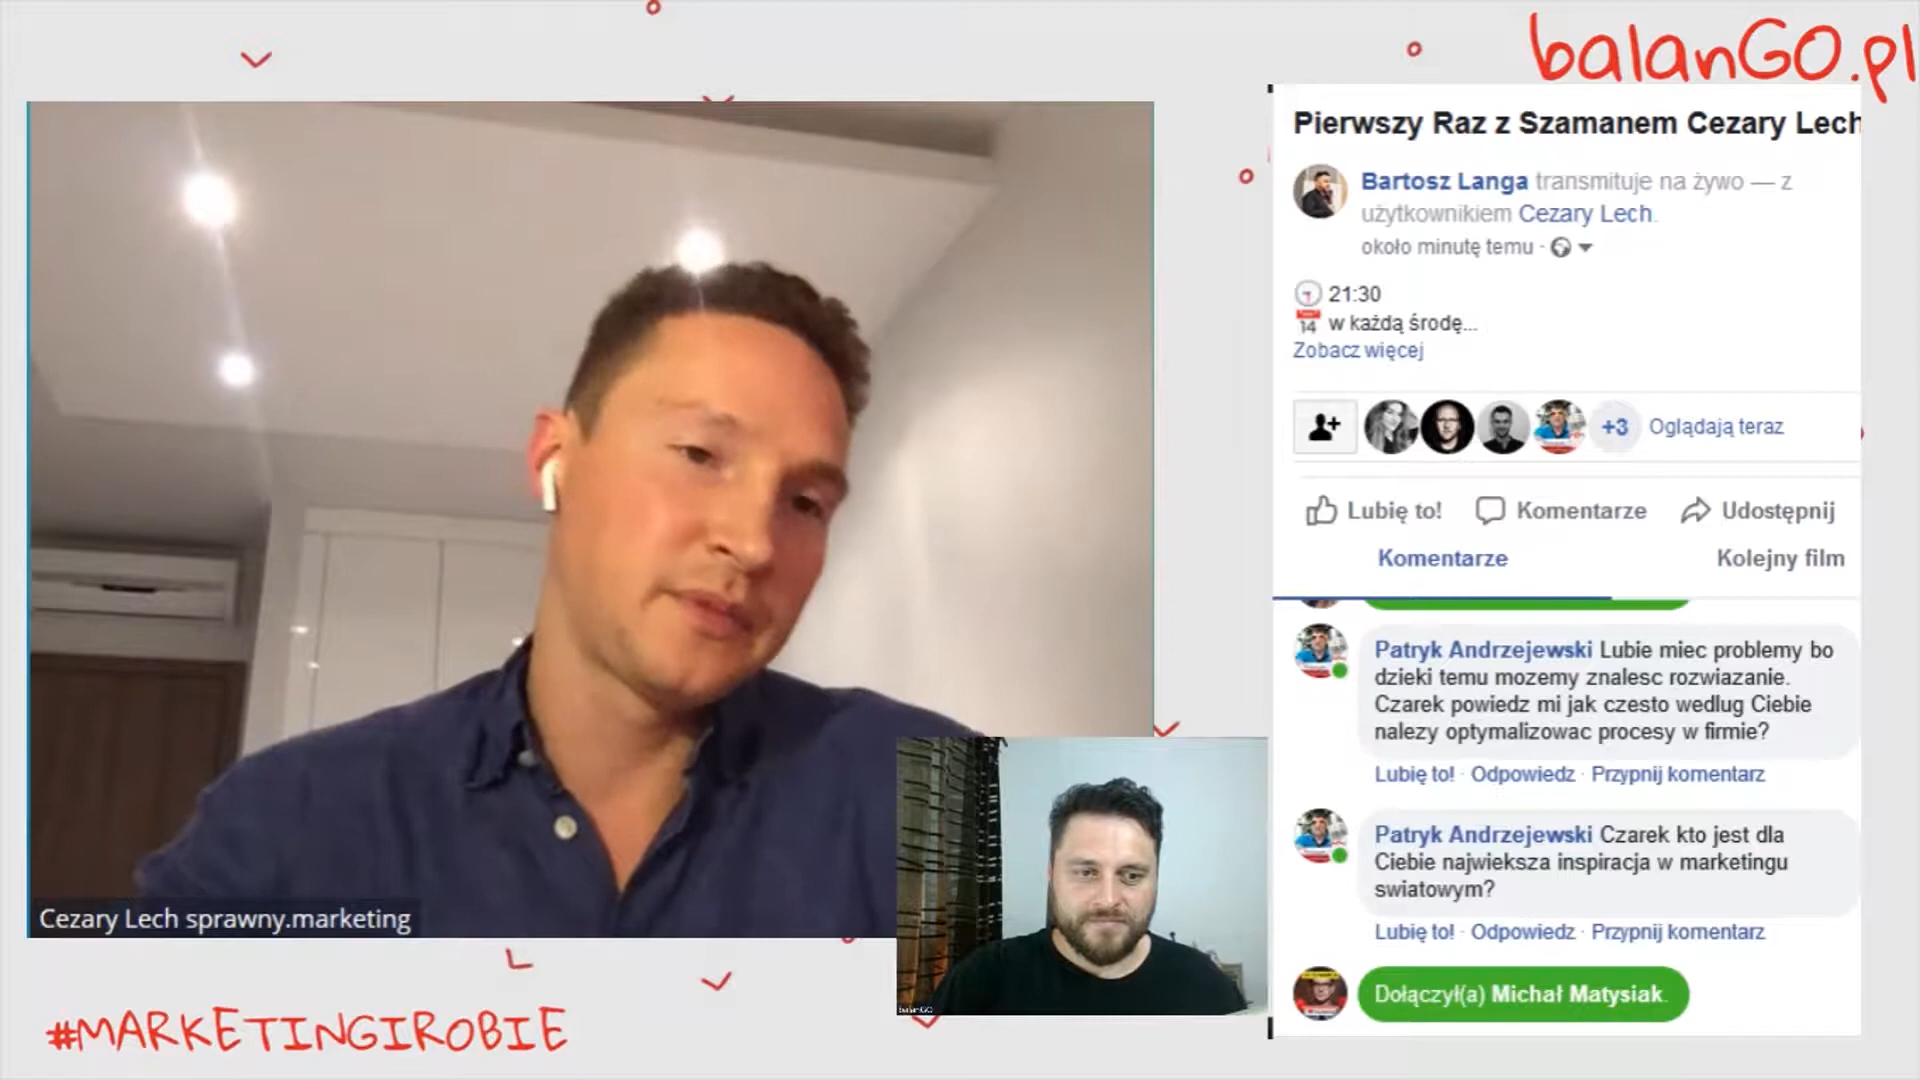 balanGO.pl
Pierwszy Raz z Szamanem Cezary Lech
Bartosz Langa transmituje na żywo — z
użytkownikiem Cezary Lech.
około minutę temu ·
21:30
14 w każdą środę...
Zobacz więcej
+3 Oglądają teraz
Lubię to! Komentarze Udostępnij
Komentarze Kolejny film
Patryk Andrzejewski Lubie miec problemy bo
dzieki temu mozemy znalesc rozwiazanie.
Czarek powiedz mi jak czesto wedlug Ciebie
nalezy optymalizowac procesy w firmie?
Lubię to! · Odpowiedz · Przypnij komentarz
Patryk Andrzejewski Czarek kto jest dla
Ciebie najwieksza inspiracja w marketingu
swiatowym?
Lubię to! · Odpowiedz · Przypnij komentarz
Dołączył(a) Michał Matysiak.
Cezary Lech sprawny.marketing
balanGO
#MARKETINGIROBIE